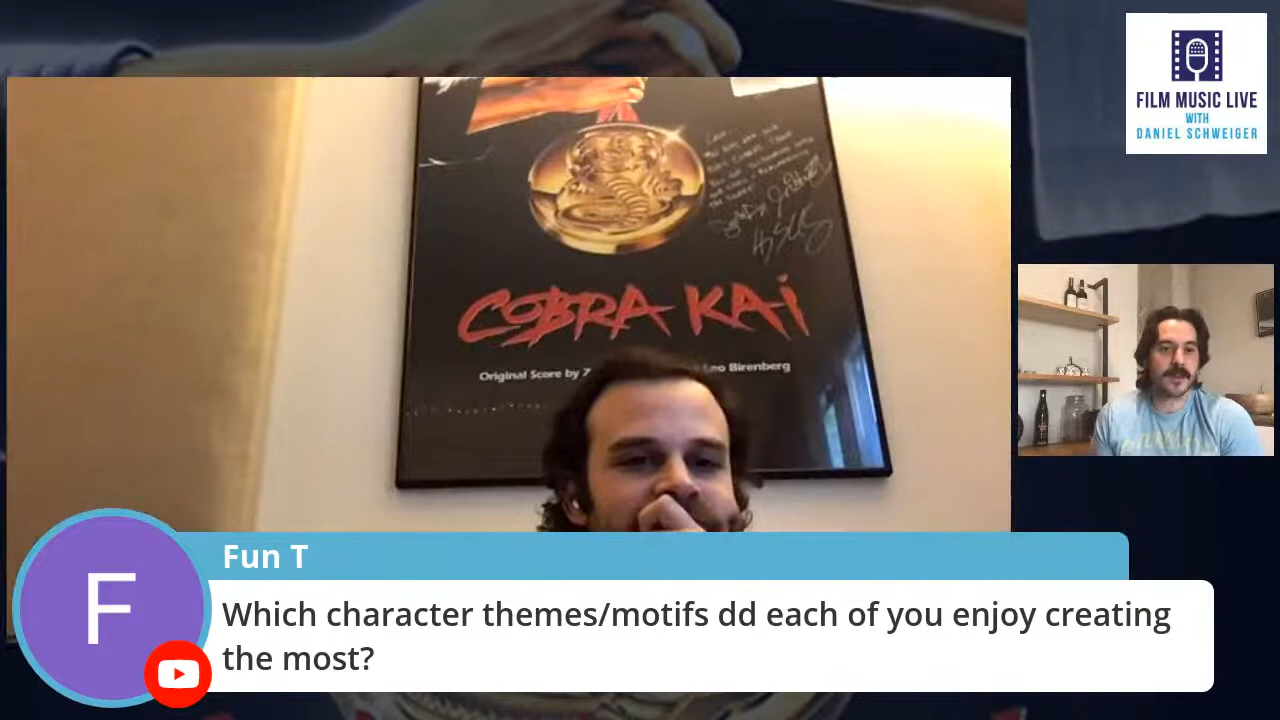 FILM MUSIC LIVE
WITH
DANIEL SCHWEIGER
COBRA KAI
Original Score by Z
Leo Birenberg
F
Fun T
Which character themes/motifs dd each of you enjoy creating
the most?